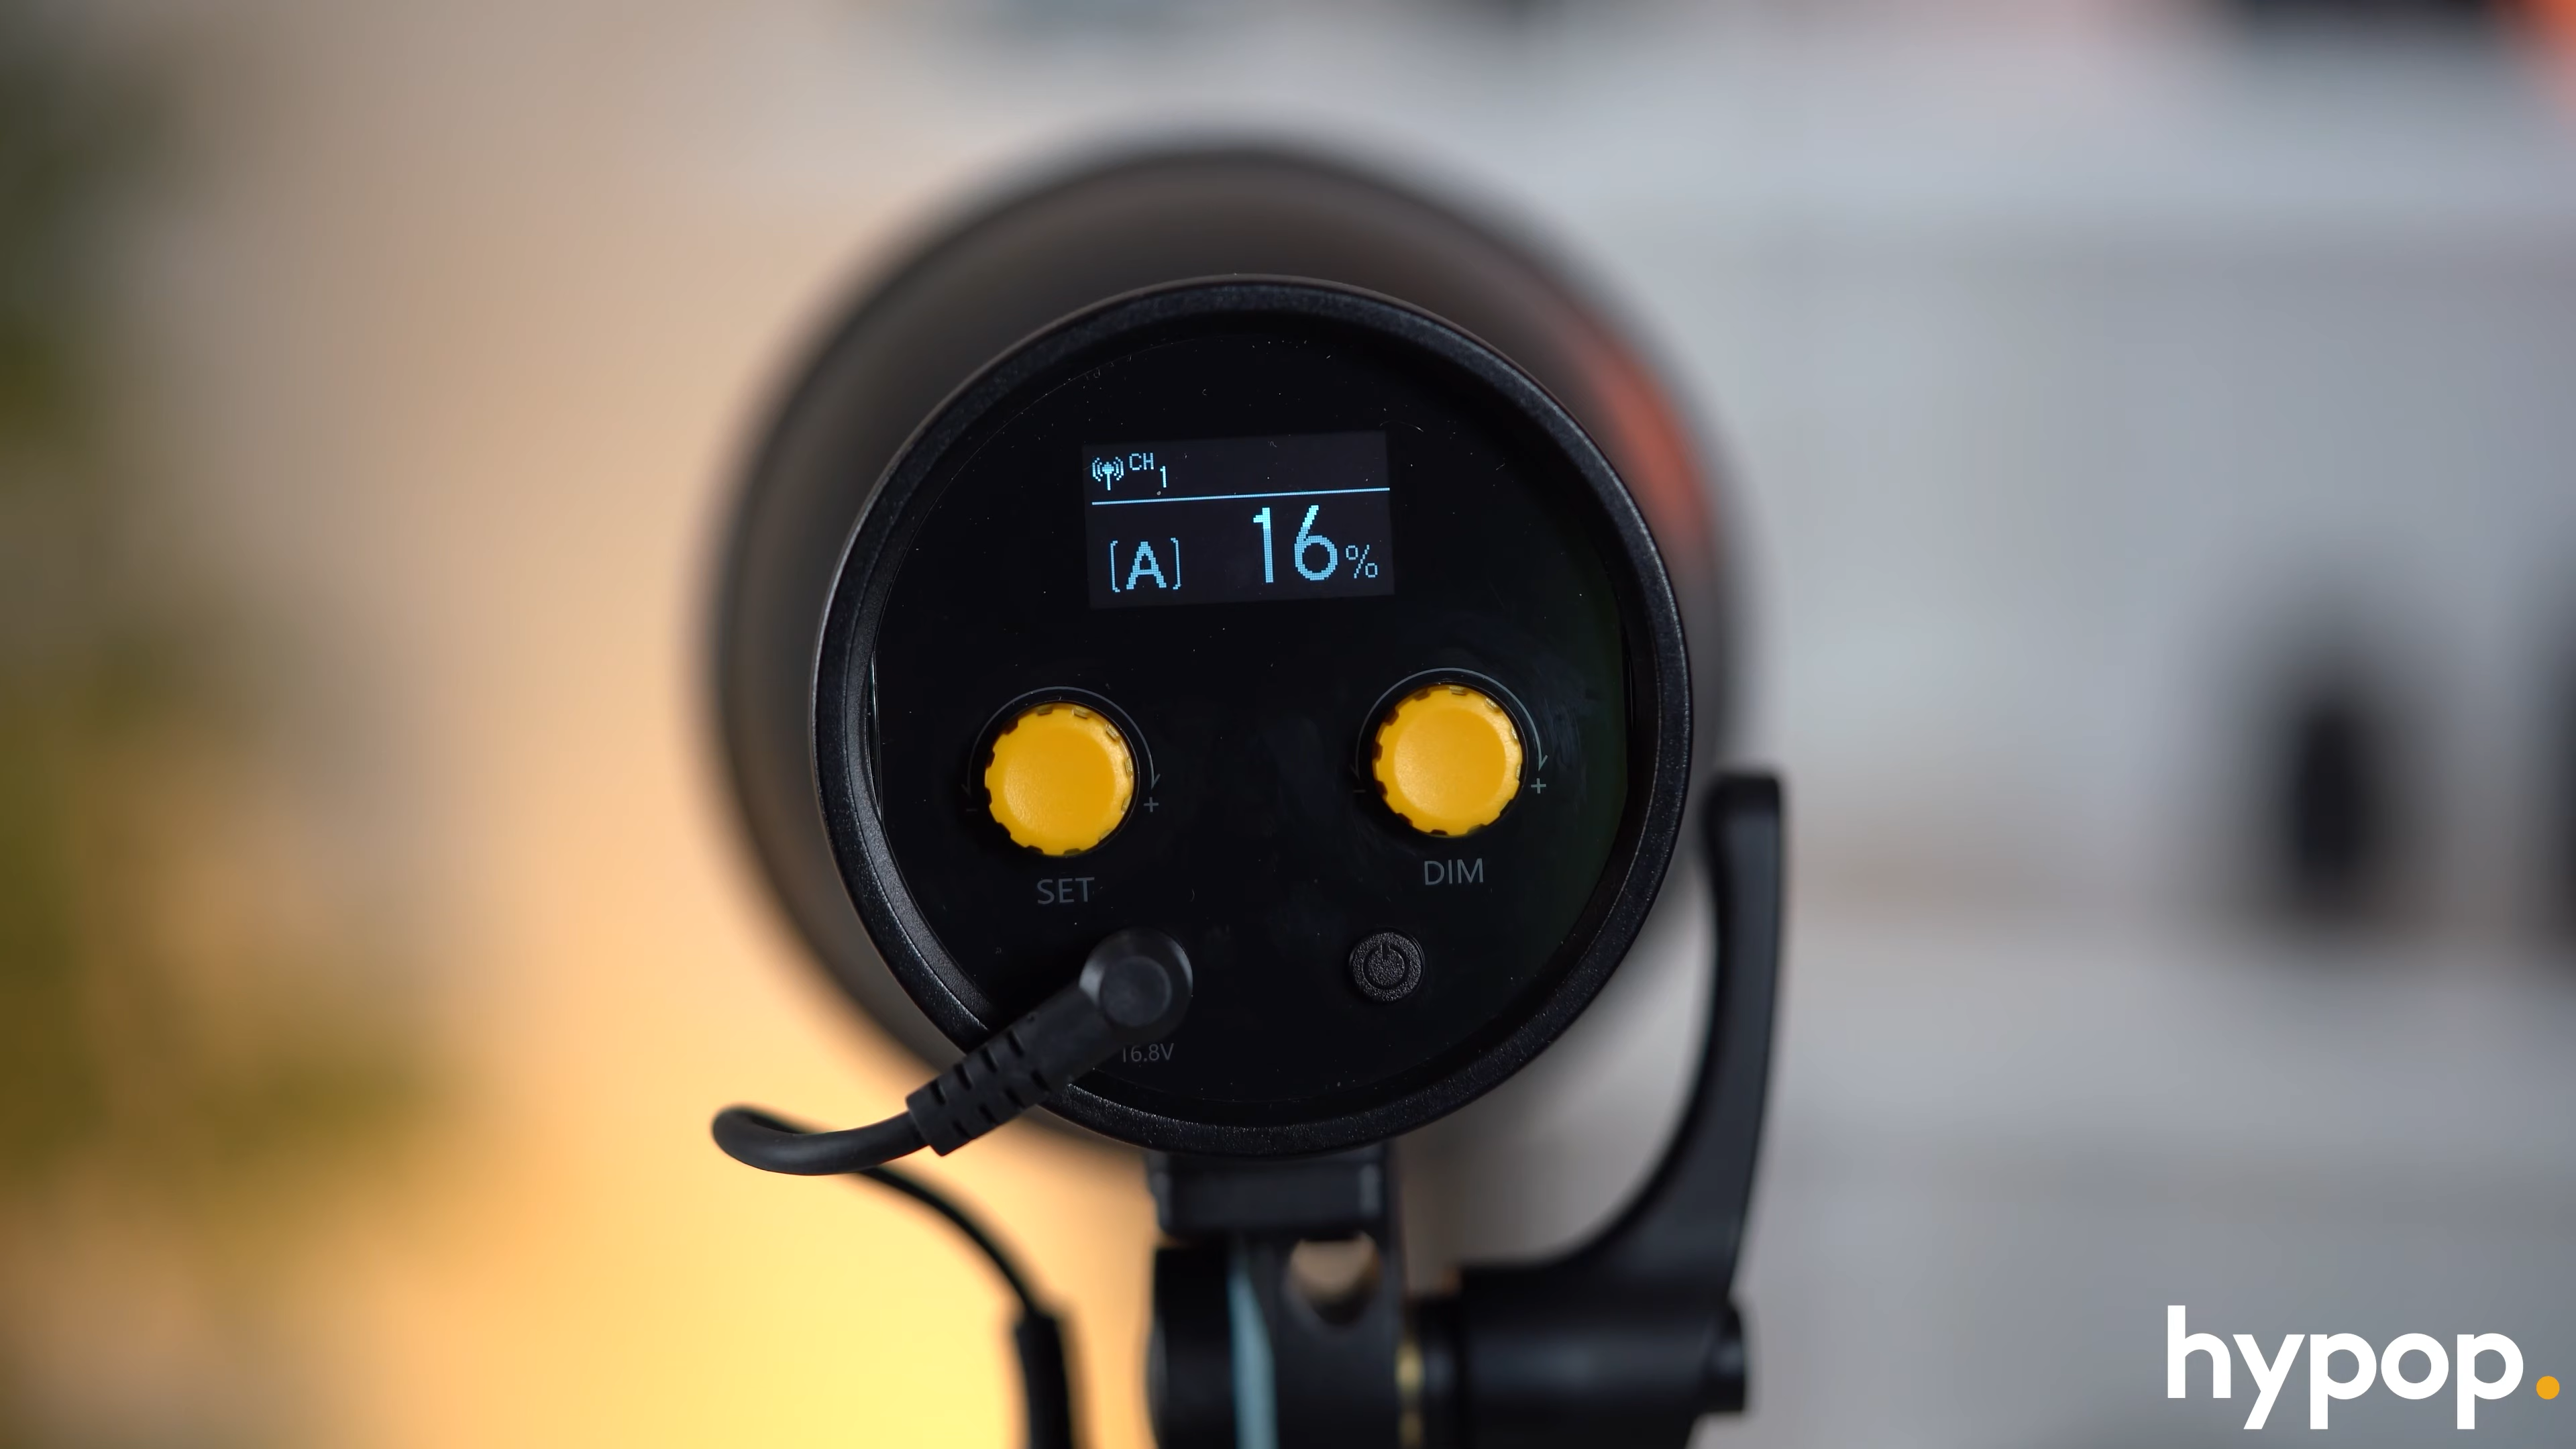 CH 1
[A] 16%
- +
- +
SET
DIM
16.8V
hypop.